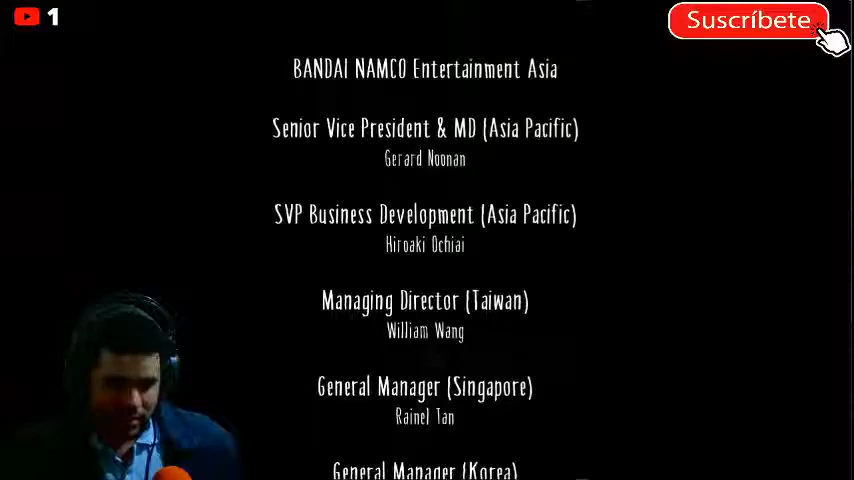 1
Suscríbete
BANDAI NAMCO Entertainment Asia
Senior Vice President & MD (Asia Pacific)
Gerard Noonan
SVP Business Development (Asia Pacific)
Hiroaki Ochiai
Managing Director (Taiwan)
William Wang
General Manager (Singapore)
Rainel Tan
General Manager (Korea)